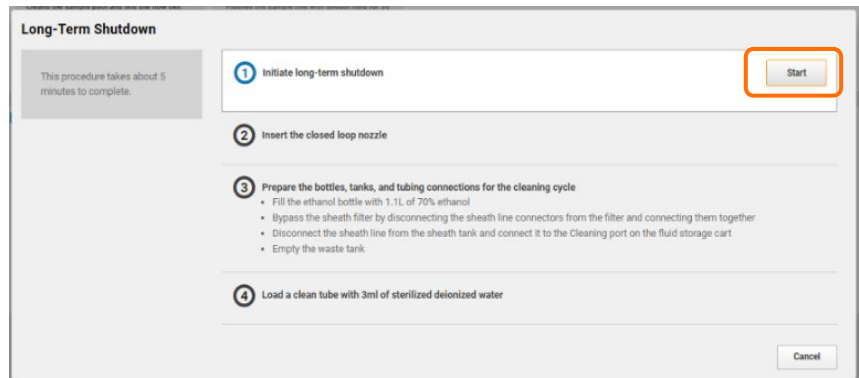 Long-Term Shutdown
This procedure takes about 5
minutes to complete.
1 Initiate long-term shutdown
Start
2 Insert the closed loop nozzle
3 Prepare the bottles, tanks, and tubing connections for the cleaning cycle
• Fill the ethanol bottle with 1.1L of 70% ethanol
• Bypass the sheath filter by disconnecting the sheath line connectors from the filter and connecting them together
• Disconnect the sheath line from the sheath tank and connect it to the Cleaning port on the fluid storage cart
• Empty the waste tank
4 Load a clean tube with 3ml of sterilized deionized water
Cancel